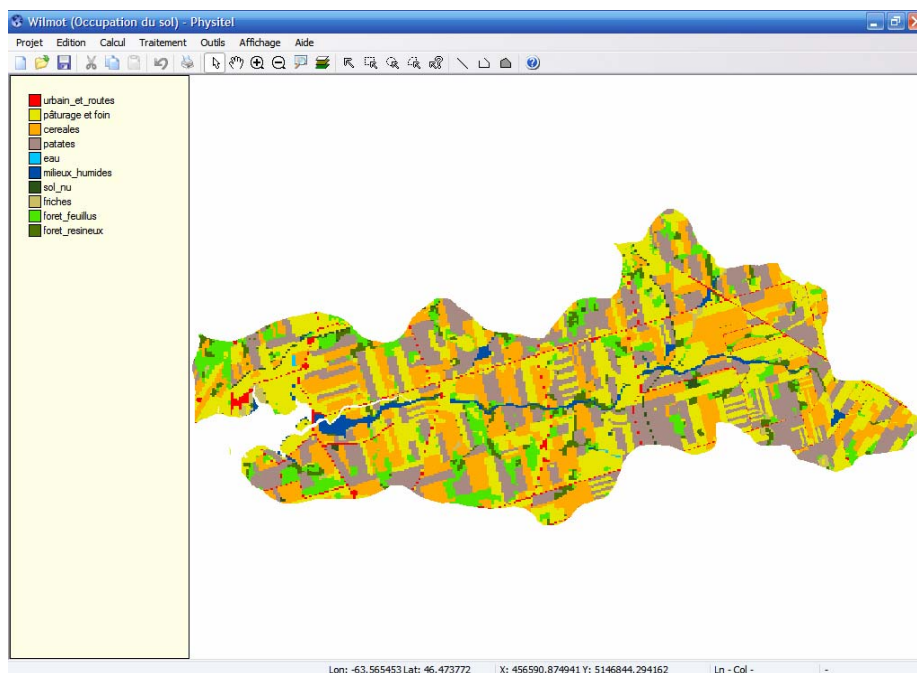 Wilmot (Occupation du sol) - Physitel
Projet Edition Calcul Traitement Outils Affichage Aide
urbain_et_routes
pâturage et foin
cereales
patates
eau
milieux_humides
sol_nu
friches
foret_feuillus
foret_resineux
Lon: -63.565453 Lat: 46.473772 X: 456590.874941 Y: 5146844.294162 Ln - Col - -